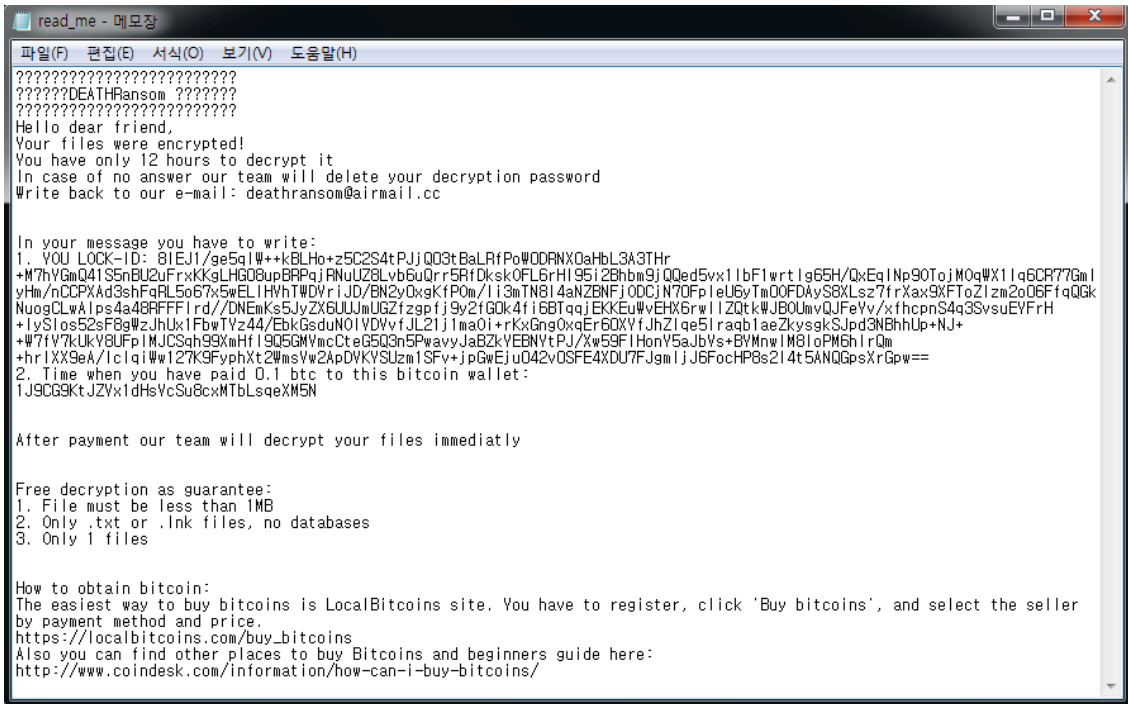 read_me - 메모장
파일(F) 편집(E) 서식(O) 보기(V) 도움말(H)
?????????????????????????
??????DEATHRansom ???????
?????????????????????????
Hello dear friend,
Your files were encrypted!
You have only 12 hours to decrypt it
In case of no answer our team will delete your decryption password
Write back to our e-mail: deathransom@airmail.cc
In your message you have to write:
1. YOU LOCK-ID:
2. Time when you have paid 0.1 btc to this bitcoin wallet:
1J9CG9KtJZVx1dHsVcSu8cxMTbLsqeXM5N
After payment our team will decrypt your files immediatly
Free decryption as guarantee:
1. File must be less than 1MB
2. Only .txt or .lnk files, no databases
3. Only 1 files
How to obtain bitcoin:
The easiest way to buy bitcoins is LocalBitcoins site. You have to register, click 'Buy bitcoins', and select the seller
by payment method and price.
https://localbitcoins.com/buy_bitcoins
Also you can find other places to buy Bitcoins and beginners guide here:
http://www.coindesk.com/information/how-can-i-buy-bitcoins/